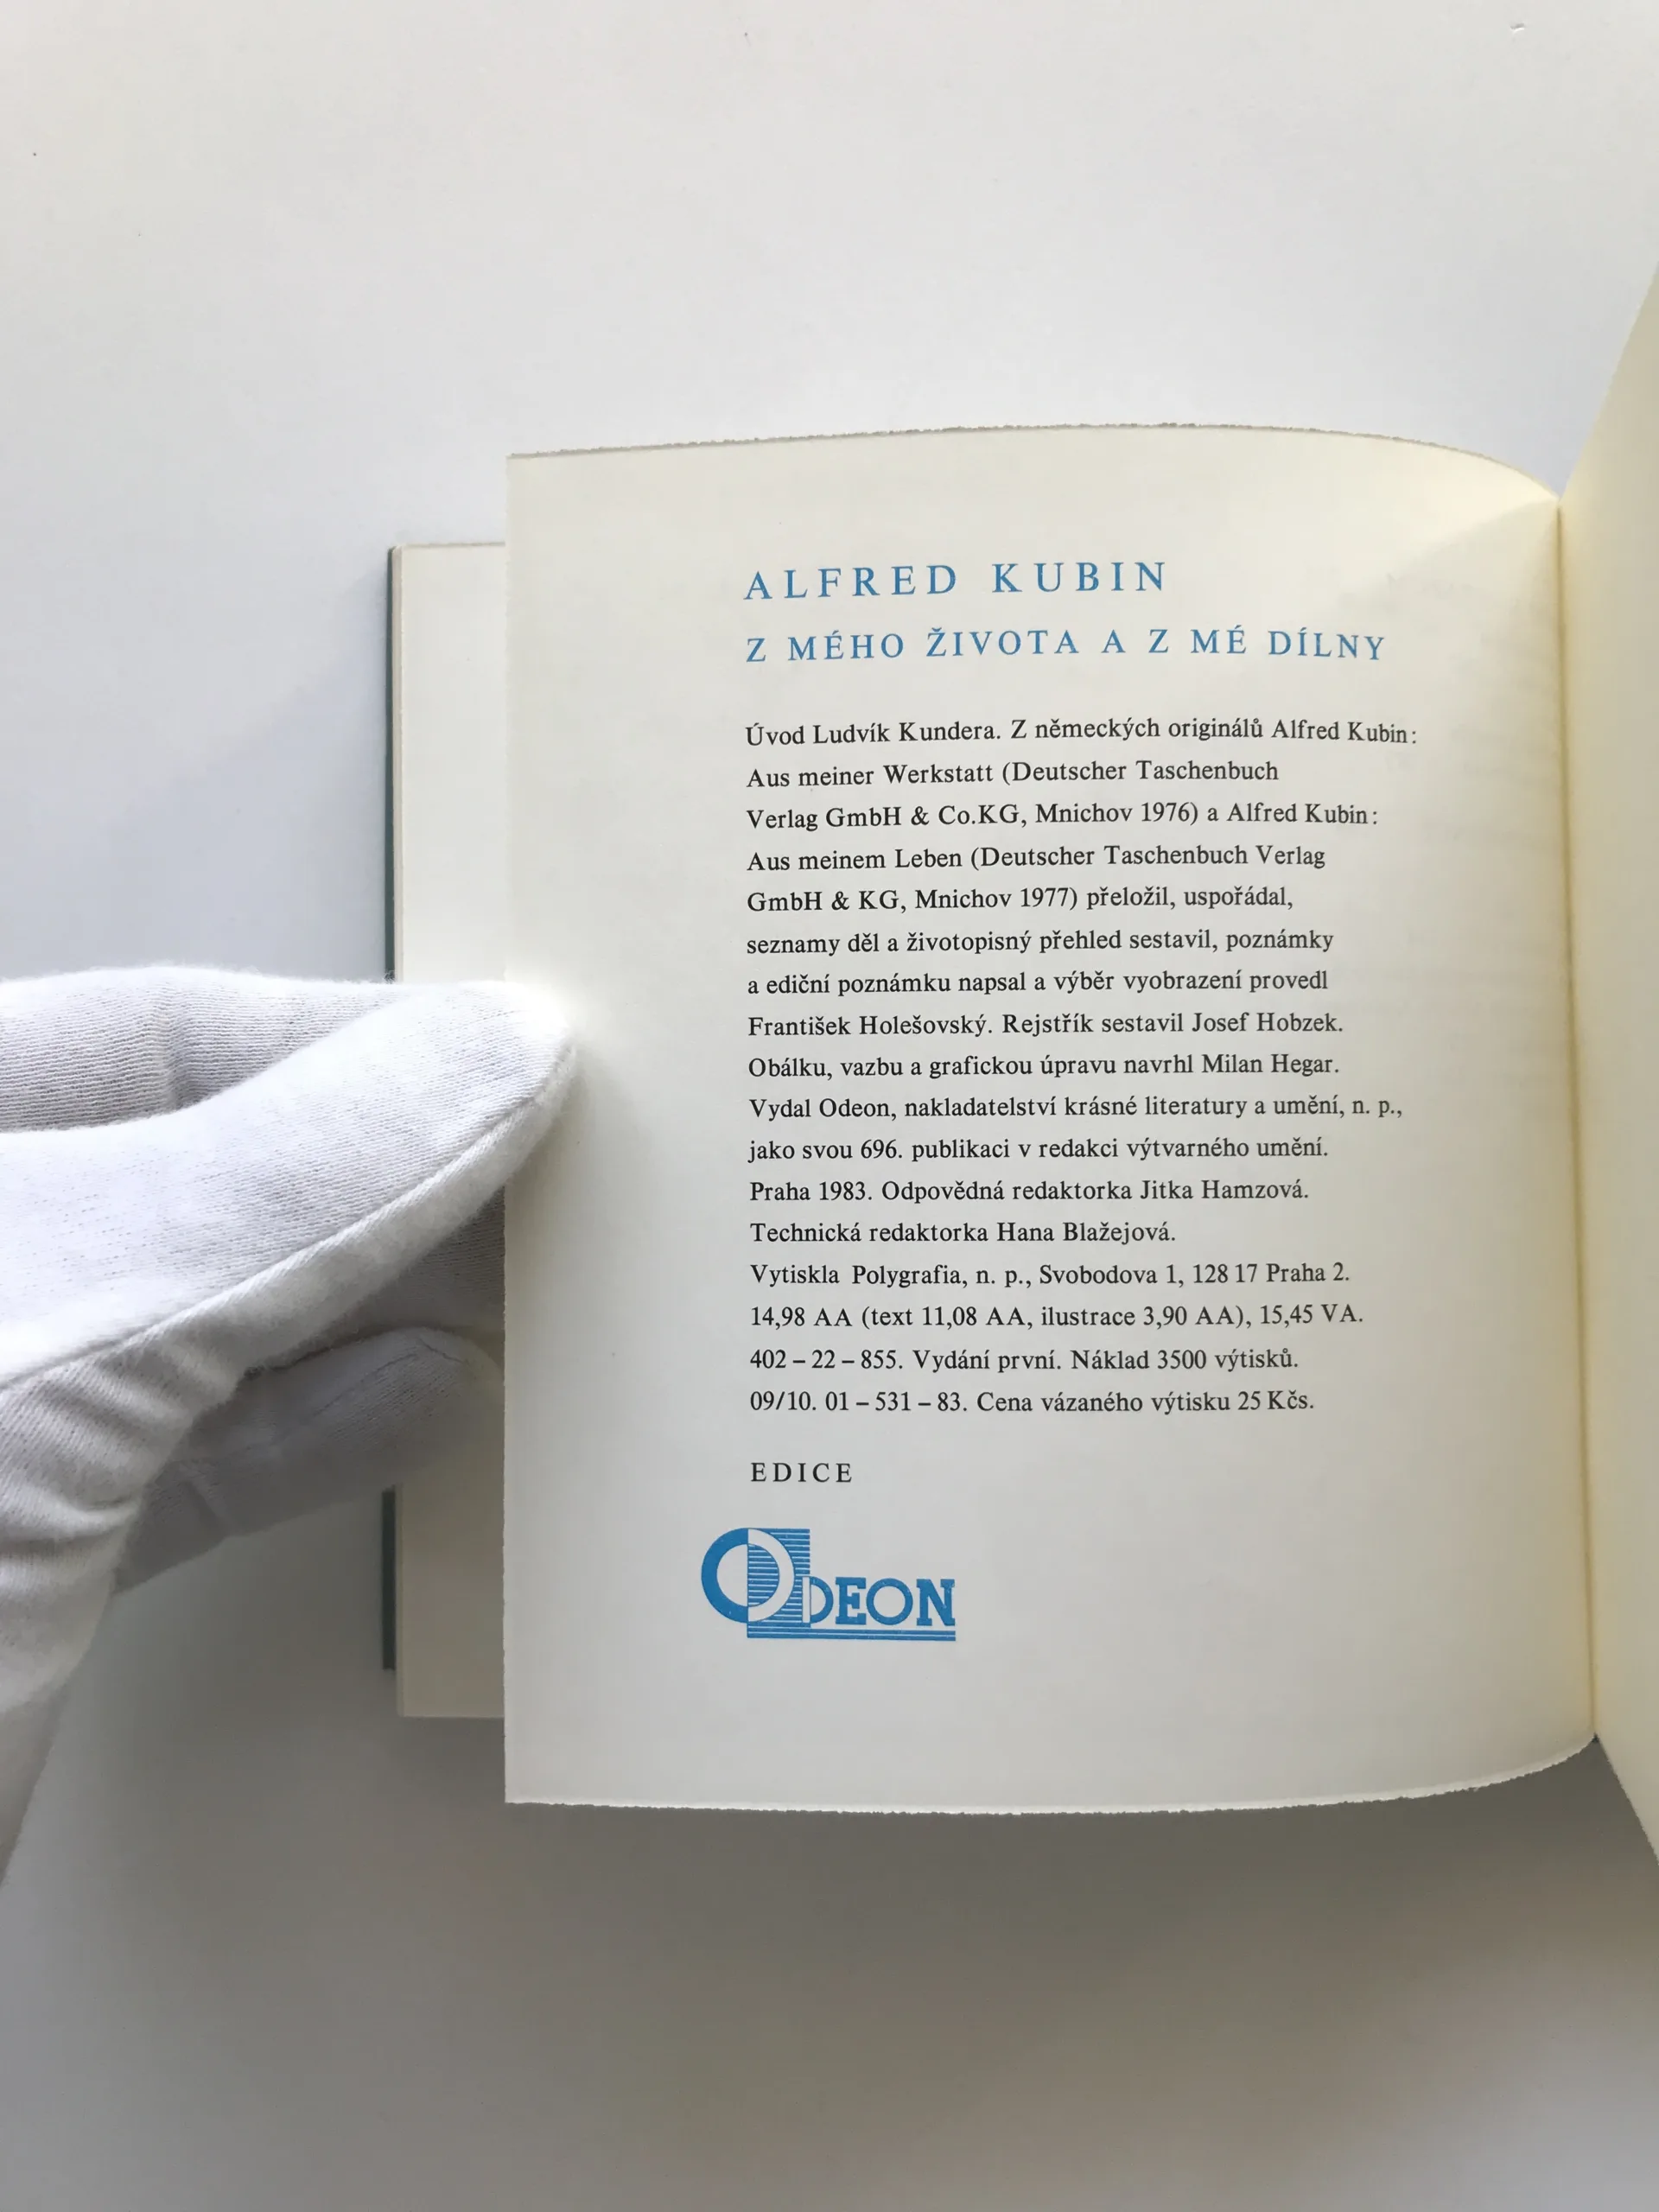 ALFRED KUBIN
Z MÉHO ŽIVOTA A Z MÉ DÍLNY
Úvod Ludvík Kundera. Z německých originálů Alfred Kubin:
Aus meiner Werkstatt (Deutscher Taschenbuch
Verlag GmbH & Co.KG, Mnichov 1976) a Alfred Kubin:
Aus meinem Leben (Deutscher Taschenbuch Verlag
GmbH & KG, Mnichov 1977) přeložil, uspořádal,
seznamy děl a životopisný přehled sestavil, poznámky
a ediční poznámku napsal a výběr vyobrazení provedl
František Holešovský. Rejstřík sestavil Josef Hobzek.
Obálku, vazbu a grafickou úpravu navrhl Milan Hegar.
Vydal Odeon, nakladatelství krásné literatury a umění, n. p.,
jako svou 696. publikaci v redakci výtvarného umění.
Praha 1983. Odpovědná redaktorka Jitka Hamzová.
Technická redaktorka Hana Blažejová.
Vytiskla Polygrafia, n. p., Svobodova 1, 128 17 Praha 2.
14,98 AA (text 11,08 AA, ilustrace 3,90 AA), 15,45 VA.
402 – 22 – 855. Vydání první. Náklad 3500 výtisků.
09/10. 01 – 531 – 83. Cena vázaného výtisku 25 Kčs.
EDICE
ODEON